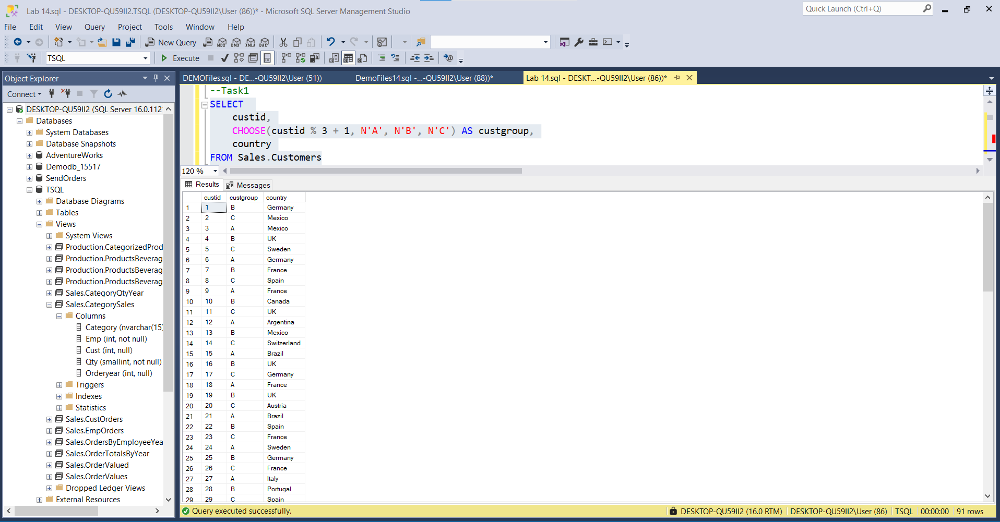 Lab 14.sql - DESKTOP-QU59II2.TSQL (DESKTOP-QU59II2\User (86))* - Microsoft SQL Server Management Studio
Quick Launch (Ctrl+Q)
File Edit View Query Project Tools Window Help
New Query MDX DMX XMLA DAX
TSQL Execute
Object Explorer
Connect
DESKTOP-QU59II2 (SQL Server 16.0.112
Databases
System Databases
Database Snapshots
AdventureWorks
Demodb_15517
SendOrders
TSQL
Database Diagrams
Tables
Views
System Views
Production.CategorizedProd
Production.ProductsBeverag
Production.ProductsBeverag
Production.ProductsBeverag
Sales.CategoryQtyYear
Sales.CategorySales
Columns
Category (nvarchar(15)
Emp (int, not null)
Cust (int, null)
Qty (smallint, not null)
Orderyear (int, null)
Triggers
Indexes
Statistics
Sales.CustOrders
Sales.EmpOrders
Sales.OrdersByEmployeeYea
Sales.OrderTotalsByYear
Sales.OrderValued
Sales.OrderValues
Dropped Ledger Views
External Resources
DEMOFiles.sql - DE...-QU59II2\User (51)) DemoFiles14.sql -...-QU59II2\User (88))* Lab 14.sql - DESKT...-QU59II2\User (86))*
--Task1
SELECT
custid,
CHOOSE(custid % 3 + 1, N'A', N'B', N'C') AS custgroup,
country
FROM Sales.Customers
120 %
Results Messages
custid custgroup country
1 1 B Germany
2 2 C Mexico
3 3 A Mexico
4 4 B UK
5 5 C Sweden
6 6 A Germany
7 7 B France
8 8 C Spain
9 9 A France
10 10 B Canada
11 11 C UK
12 12 A Argentina
13 13 B Mexico
14 14 C Switzerland
15 15 A Brazil
16 16 B UK
17 17 C Germany
18 18 A France
19 19 B UK
20 20 C Austria
21 21 A Brazil
22 22 B Spain
23 23 C France
24 24 A Sweden
25 25 B Germany
26 26 C France
27 27 A Italy
28 28 B Portugal
29 29 C Spain
Query executed successfully. DESKTOP-QU59II2 (16.0 RTM) DESKTOP-QU59II2\User (86) TSQL 00:00:00 91 rows